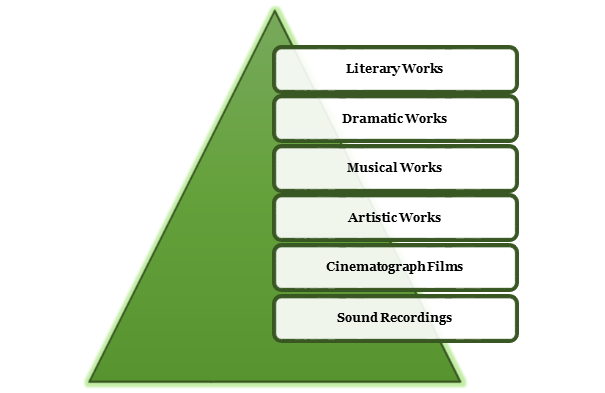 Literary Works
Dramatic Works
Musical Works
Artistic Works
Cinematograph Films
Sound Recordings